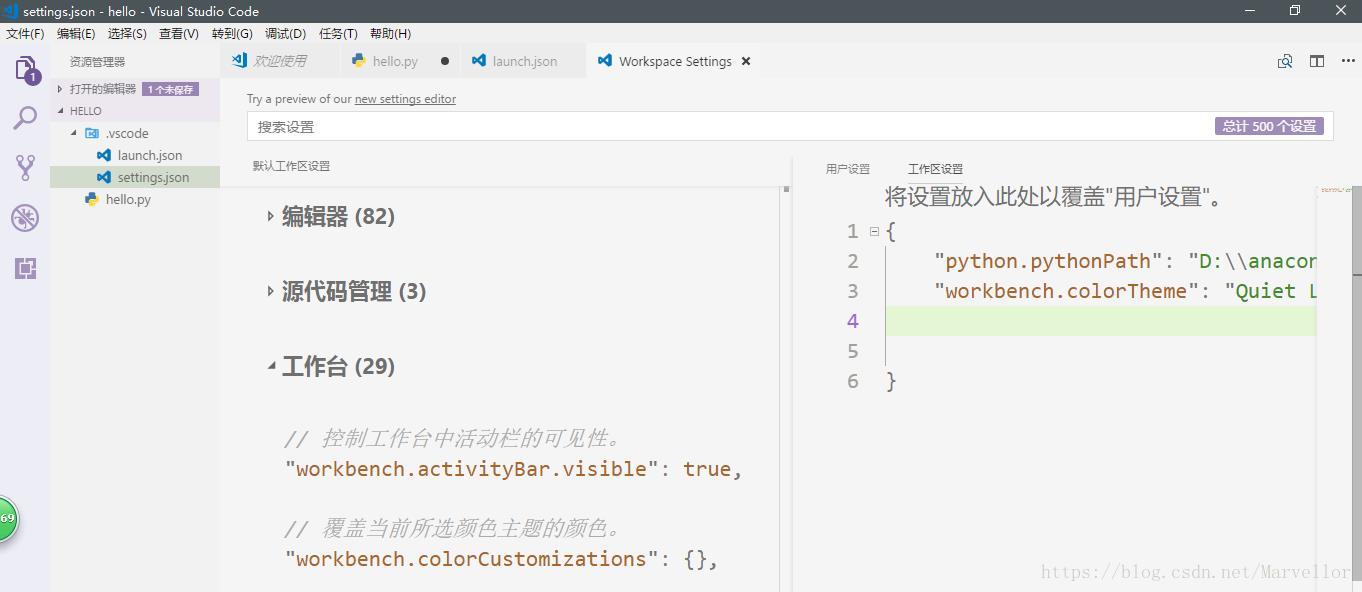 settings.json - hello - Visual Studio Code
文件(F) 编辑(E) 选择(S) 查看(V) 转到(G) 调试(D) 任务(T) 帮助(H)
1
资源管理器
打开的编辑器 1 个未保存
HELLO
.vscode
launch.json
settings.json
hello.py
69
欢迎使用 hello.py launch.json Workspace Settings
Try a preview of our new settings editor
搜索设置 总计 500 个设置
默认工作区设置
编辑器 (82)
源代码管理 (3)
工作台 (29)
// 控制工作台中活动栏的可见性。
"workbench.activityBar.visible": true,
// 覆盖当前所选颜色主题的颜色。
"workbench.colorCustomizations": {},
用户设置 工作区设置
将设置放入此处以覆盖"用户设置"。
1 {
2 "python.pythonPath": "D:\\anacon
3 "workbench.colorTheme": "Quiet L
4
5
6 }
https://blog.csdn.net/Marvellor